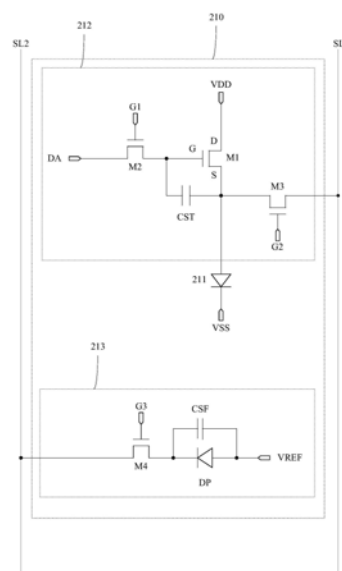 210
212
SL2
SL
G1
VDD
D
G
DA
M1
M2
S
M3
CST
G2
211
VSS
213
G3
CSF
VREF
M4
DP